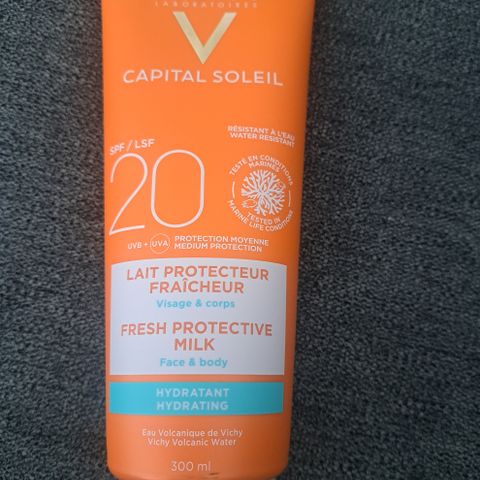 LABORATOIRES
V
CAPITAL SOLEIL
RÉSISTANT À L'EAU
WATER RESISTANT
SPF / LSF
20
TESTÉ EN CONDITIONS
MARINES
TESTED IN
MARINE LIFE CONDITIONS
UVB + UVA
PROTECTION MOYENNE
MEDIUM PROTECTION
LAIT PROTECTEUR
FRAÎCHEUR
Visage & corps
FRESH PROTECTIVE
MILK
Face & body
HYDRATANT
HYDRATING
Eau Volcanique de Vichy
Vichy Volcanic Water
300 ml